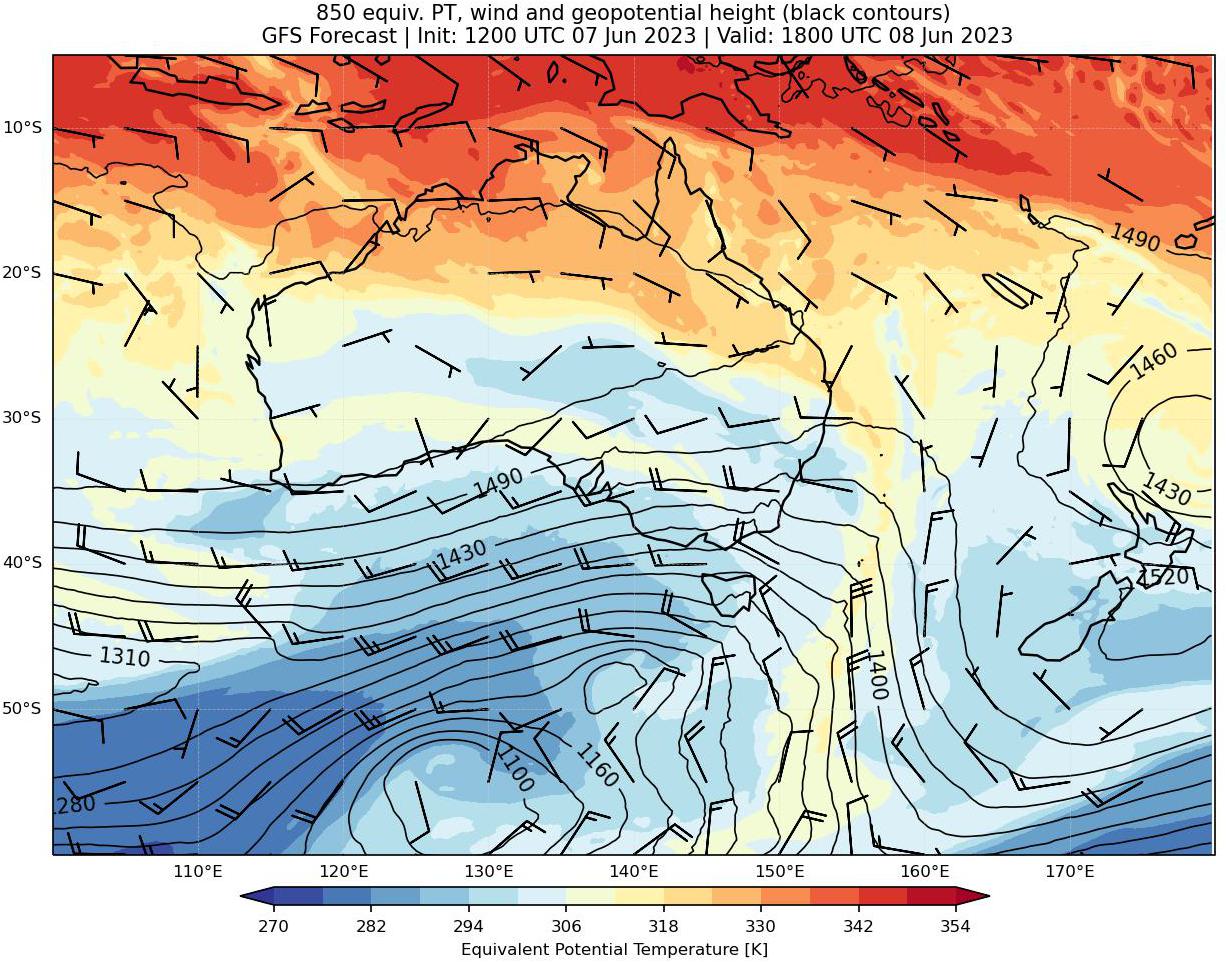 850 equiv. PT, wind and geopotential height (black contours)
GFS Forecast | Init: 1200 UTC 07 Jun 2023 | Valid: 1800 UTC 08 Jun 2023
10°S
1490
20°S
1460
30°S
1490
1430
1430
40°S
1520
1310
1400
50°S
1100
1160
280
110°E 120°E 130°E 140°E 150°E 160°E 170°E
270 282 294 306 318 330 342 354
Equivalent Potential Temperature [K]